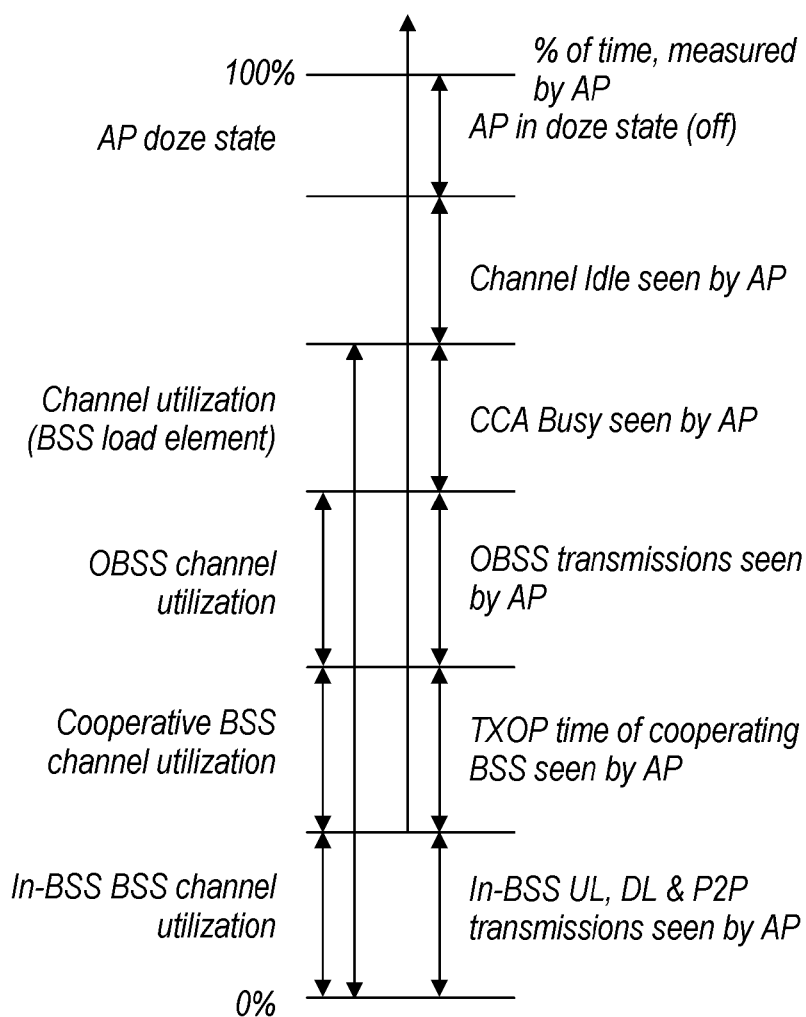 100%
% of time, measured
by AP
AP doze state
AP in doze state (off)
Channel Idle seen by AP
Channel utilization
(BSS load element)
CCA Busy seen by AP
OBSS channel
utilization
OBSS transmissions seen
by AP
Cooperative BSS
channel utilization
TXOP time of cooperating
BSS seen by AP
In-BSS BSS channel
utilization
In-BSS UL, DL & P2P
transmissions seen by AP
0%